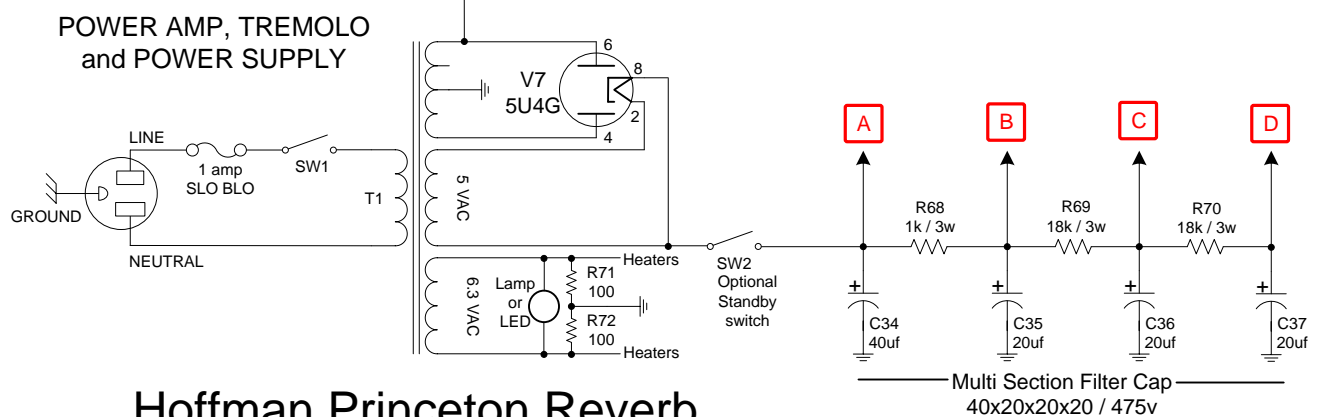 POWER AMP, TREMOLO
and POWER SUPPLY
LINE
1 amp
SLO BLO
SW1
GROUND
NEUTRAL
T1
V7
5U4G
6
8
2
4
5 VAC
6.3 VAC
Lamp
or
LED
R71
100
R72
100
Heaters
Heaters
SW2
Optional
Standby
switch
A
B
C
D
R68
1k / 3w
R69
18k / 3w
R70
18k / 3w
+
C34
40uf
+
C35
20uf
+
C36
20uf
+
C37
20uf
Multi Section Filter Cap
40x20x20x20 / 475v
Hoffman Princeton Reverb